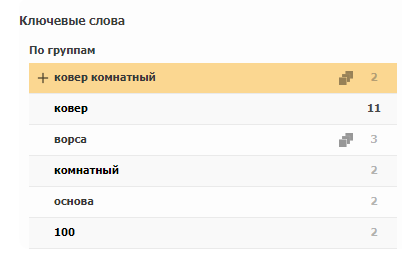 Ключевые слова
По группам
+ ковер комнатный 2
ковер 11
ворса 3
комнатный 2
основа 2
100 2